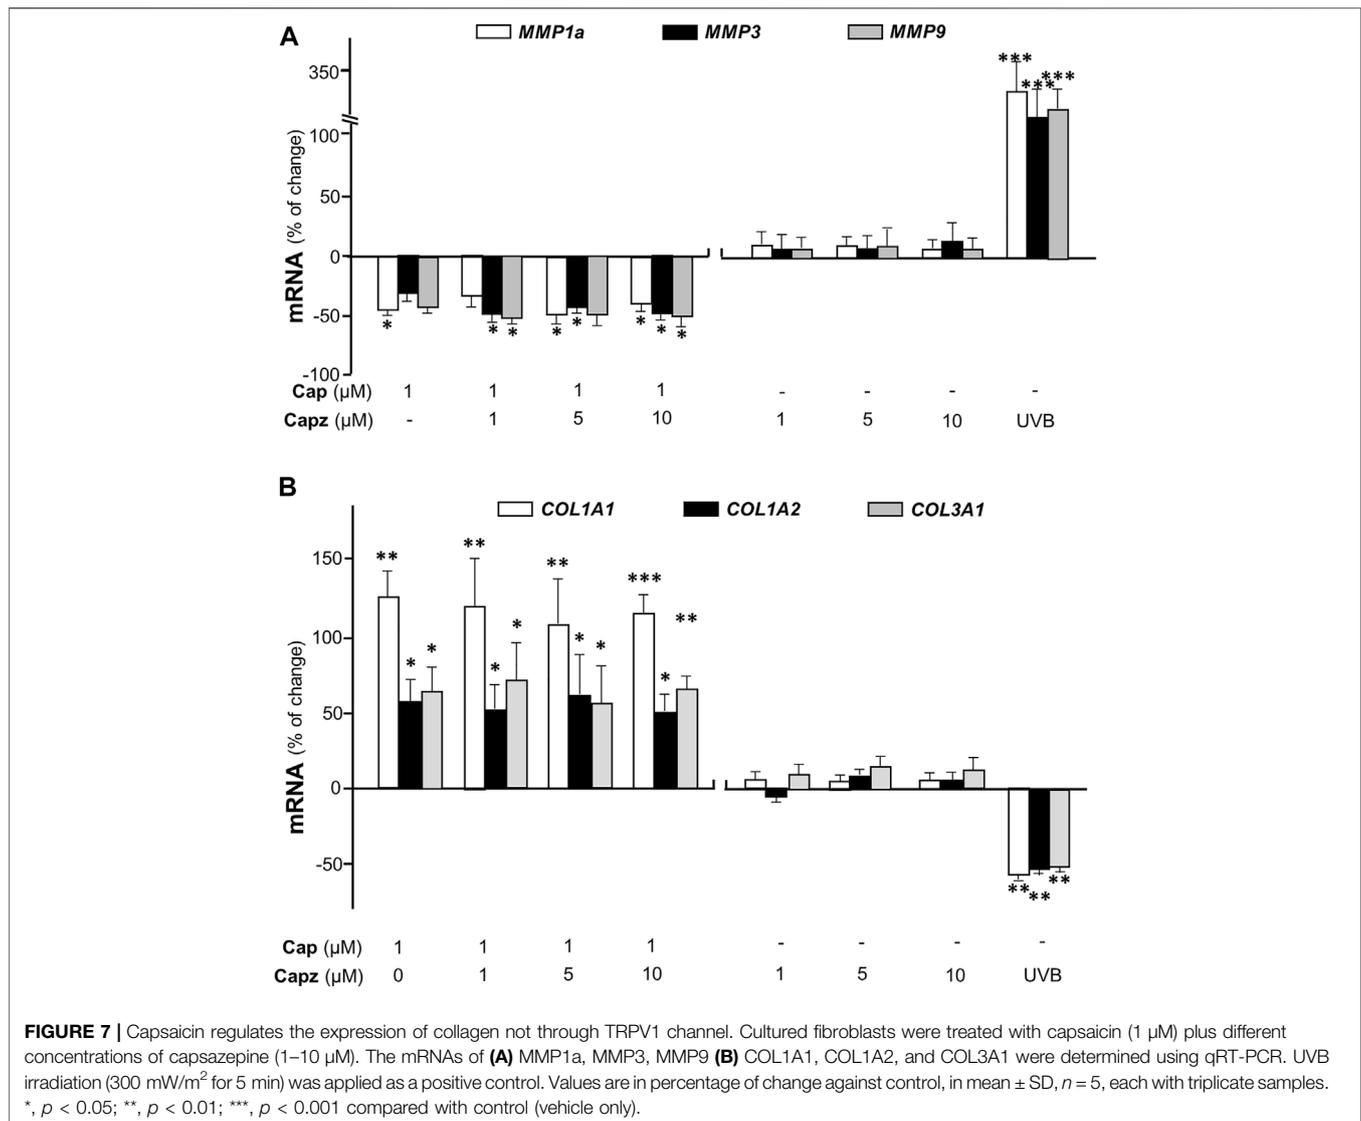 A
MMP1a MMP3 MMP9
350
100
50
0
-50
-100
mRNA (% of change)
*** *** ***
* * * * * * * *
Cap (µM) 1 1 1 1 - - - -
Capz (µM) - 1 5 10 1 5 10 UVB
B
COL1A1 COL1A2 COL3A1
150
100
50
0
-50
mRNA (% of change)
** * * ** * * ** * * *** * **
** ** **
Cap (µM) 1 1 1 1 - - - -
Capz (µM) 0 1 5 10 1 5 10 UVB
FIGURE 7 | Capsaicin regulates the expression of collagen not through TRPV1 channel. Cultured fibroblasts were treated with capsaicin (1 µM) plus different
concentrations of capsazepine (1–10 µM). The mRNAs of (A) MMP1a, MMP3, MMP9 (B) COL1A1, COL1A2, and COL3A1 were determined using qRT-PCR. UVB
irradiation (300 mW/m² for 5 min) was applied as a positive control. Values are in percentage of change against control, in mean ± SD, n = 5, each with triplicate samples.
*, p < 0.05; **, p < 0.01; ***, p < 0.001 compared with control (vehicle only).